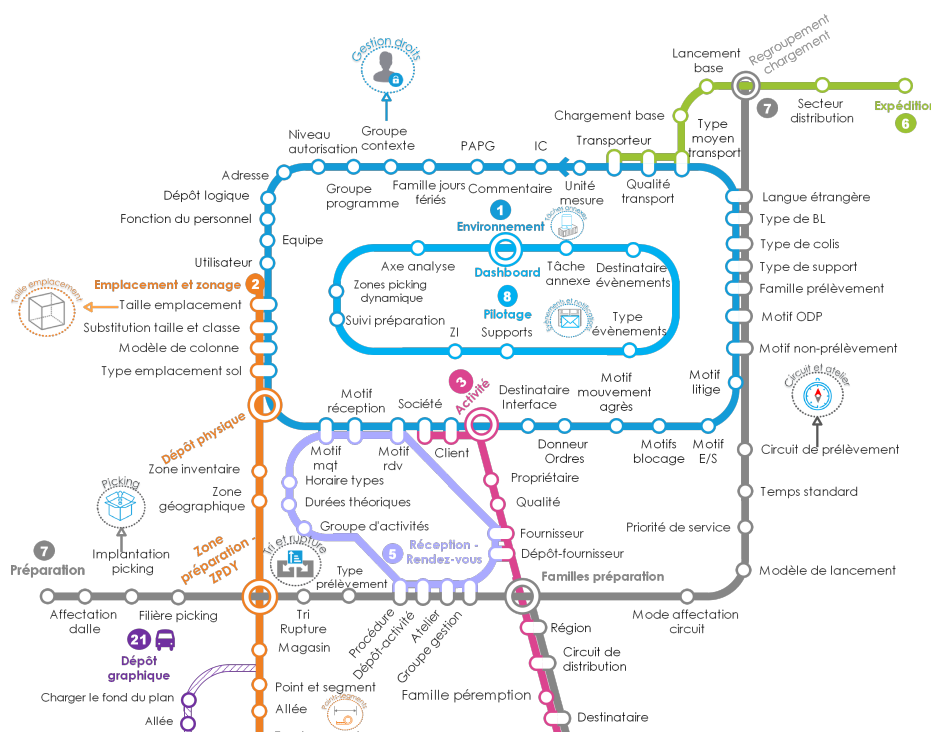 Gestion droits
Lancement
base
Regroupement
chargement
7
Secteur
distribution
Expédition
6
Chargement base
Type
moyen
transport
Transporteur
Qualité
transport
Niveau
autorisation
Groupe
contexte
PAPG
IC
Adresse
Groupe
programme
Famille jours
fériés
Commentaire
Unité
mesure
Dépôt logique
Fonction du personnel
Equipe
Utilisateur
Langue étrangère
Type de BL
Type de colis
Type de support
Famille prélèvement
Motif ODP
Motif non-prélèvement
1
Environnement
Tâches annexes
Axe analyse
Dashboard
Tâche
annexe
Destinataire
évènements
Zones picking
dynamique
8
Pilotage
Suivi préparation
ZI
Supports
Evènements et notifications
Type
évènements
Emplacement et zonage
2
Taille emplacement
Taille emplacement
Substitution taille et classe
Modèle de colonne
Type emplacement sol
Motif
litige
Circuit et atelier
Motif
réception
Société
3
Activité
Destinataire
Interface
Motif
mouvement
agrès
Dépôt physique
Motif
mqt
Motif
rdv
Client
Donneur
Ordres
Motifs
blocage
Motif
E/S
Circuit de prélèvement
Zone inventaire
Horaire types
Propriétaire
Temps standard
Picking
Zone
géographique
Durées théoriques
Qualité
Groupe d'activités
Priorité de service
Fournisseur
7
Préparation
Implantation
picking
Zone
préparation -
ZPDY
Tri et rupture
5
Réception -
Rendez-vous
Dépôt-fournisseur
Type
prélèvement
Familles préparation
Modèle de lancement
Affectation
dalle
Filière picking
Tri
Rupture
Procédure
Dépôt-activité
Atelier
Groupe gestion
Mode affectation
circuit
21
Dépôt
graphique
Magasin
Région
Circuit de
distribution
Charger le fond du plan
Point et segment
Famille péremption
Allée
Allée
Points-segments
Destinataire